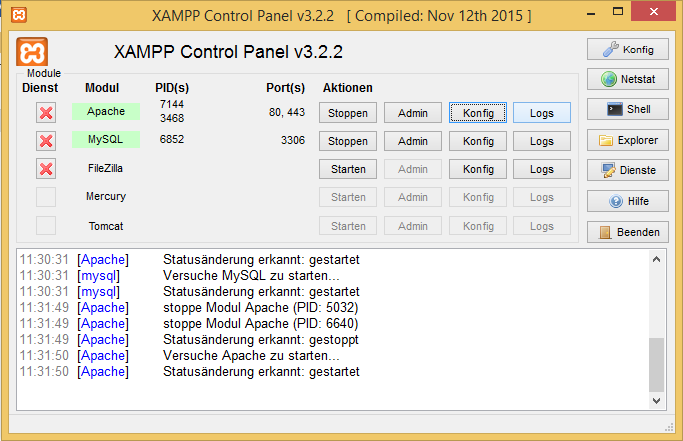 XAMPP Control Panel v3.2.2 [ Compiled: Nov 12th 2015 ]
XAMPP Control Panel v3.2.2
Konfig
Module
Dienst Modul PID(s) Port(s) Aktionen
Netstat
Apache 7144 3468 80, 443 Stoppen Admin Konfig Logs
Shell
MySQL 6852 3306 Stoppen Admin Konfig Logs
Explorer
FileZilla Starten Admin Konfig Logs
Dienste
Mercury Starten Admin Konfig Logs
Hilfe
Tomcat Starten Admin Konfig Logs
Beenden
11:30:31 [Apache] Statusänderung erkannt: gestartet
11:30:31 [mysql] Versuche MySQL zu starten...
11:30:31 [mysql] Statusänderung erkannt: gestartet
11:31:49 [Apache] stoppe Modul Apache (PID: 5032)
11:31:49 [Apache] stoppe Modul Apache (PID: 6640)
11:31:49 [Apache] Statusänderung erkannt: gestoppt
11:31:50 [Apache] Versuche Apache zu starten...
11:31:50 [Apache] Statusänderung erkannt: gestartet